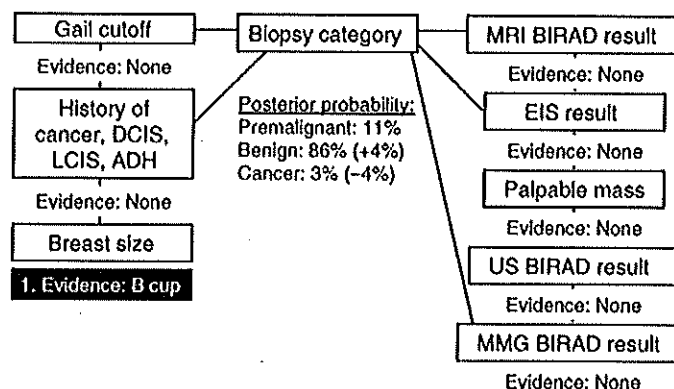 Gail cutoff
Evidence: None
History of
cancer, DCIS,
LCIS, ADH
Evidence: None
Breast size
1. Evidence: B cup
Biopsy category
Posterior probability:
Premalignant: 11%
Benign: 86% (+4%)
Cancer: 3% (−4%)
MRI BIRAD result
Evidence: None
EIS result
Evidence: None
Palpable mass
Evidence: None
US BIRAD result
Evidence: None
MMG BIRAD result
Evidence: None